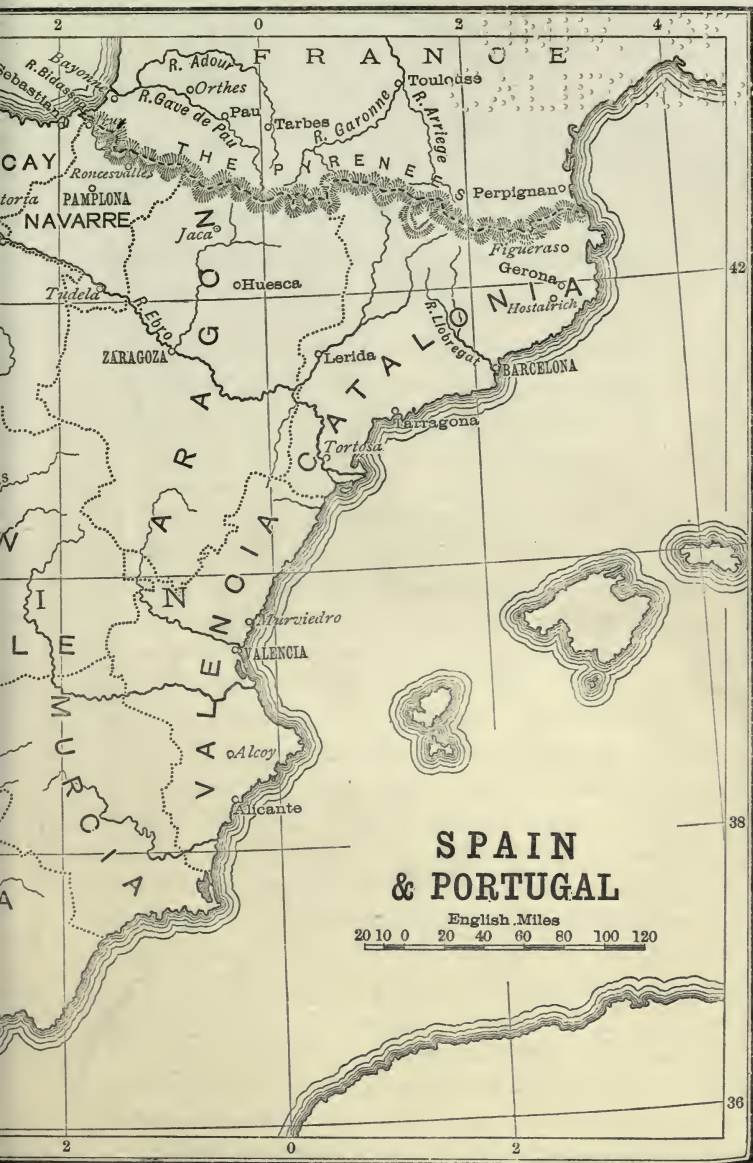 2 0 2 4
F R A N C E
Bayonne
R. Adour
Toulouse
Sebastia
R. Bidassoa
Orthes
R. Gave de Pau
Pau
Tarbes
R. Garonne
R. Arriege
THE PYRENEES
CAY
Roncesvalles
Perpignan
toria
PAMPLONA
NAVARRE
Jaca
Figueras
42
Gerona
Huesca
Hostalrich
Tudela
R. Ebro
R. Llobregat
ZARAGOZA
Lerida
BARCELONA
CATALONIA
ARAGON
Tarragona
Tortosa
s
W
I N
Murviedro
L E
VALENCIA
VALENCIA
MURCIA
Alcoy
Alicante
38
A
SPAIN
& PORTUGAL
English Miles
20 10 0 20 40 60 80 100 120
36
2 0 2